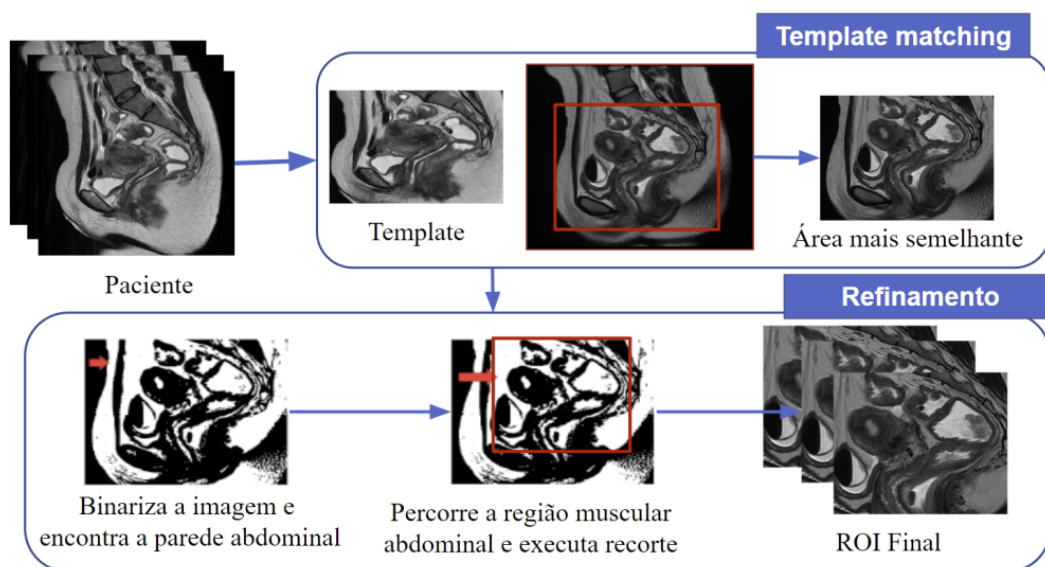 Template matching
Paciente
Template
Área mais semelhante
Refinamento
Binariza a imagem e
encontra a parede abdominal
Percorre a região muscular
abdominal e executa recorte
ROI Final